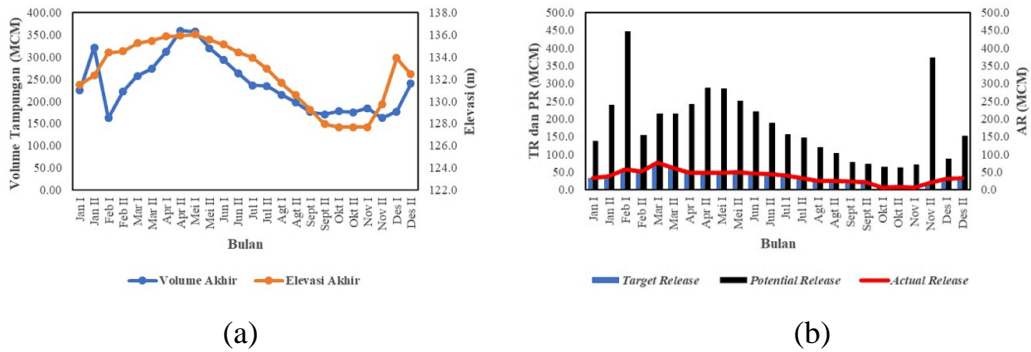 400.00
350.00
300.00
250.00
200.00
150.00
100.00
50.00
0.00
Volume Tampungan (MCM)
138.0
136.0
134.0
132.0
130.0
128.0
126.0
124.0
122.0
Elevasi (m)
Jan I
Jan II
Feb I
Feb II
Mar I
Mar II
Apr I
Apr II
Mei I
Mei II
Jun I
Jun II
Jul I
Jul II
Agt I
Agt II
Sept I
Sept II
Okt I
Okt II
Nov I
Nov II
Des I
Des II
Bulan
Volume Akhir Elevasi Akhir
(a)
500.0
450.0
400.0
350.0
300.0
250.0
200.0
150.0
100.0
50.0
0.0
TR dan PR (MCM)
500.0
450.0
400.0
350.0
300.0
250.0
200.0
150.0
100.0
50.0
0.0
AR (MCM)
Jan I
Jan II
Feb I
Feb II
Mar I
Mar II
Apr I
Apr II
Mei I
Mei II
Jun I
Jun II
Jul I
Jul II
Agt I
Agt II
Sept I
Sept II
Okt I
Okt II
Nov I
Nov II
Des I
Des II
Bulan
Target Release Potential Release Actual Release
(b)